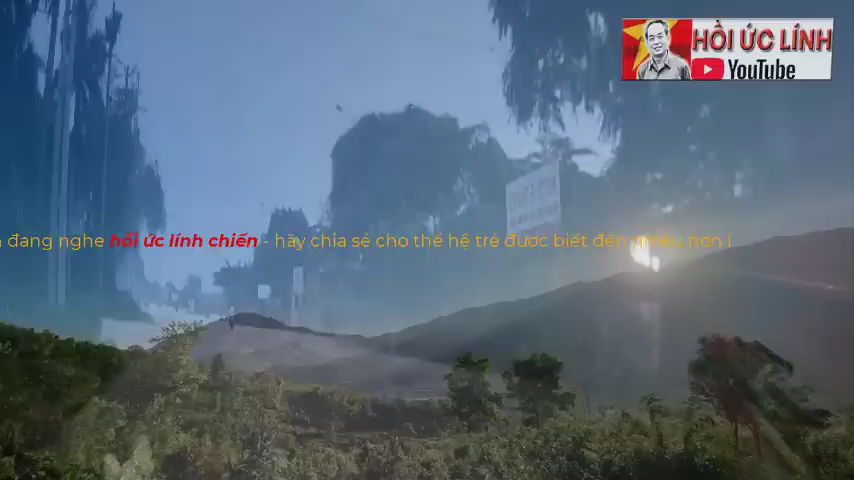 HỒI ỨC LÍNH
YouTube
đang nghe hồi ức lính chiến - hãy chia sẻ cho thế hệ trẻ được biết đến nhiều hơn !